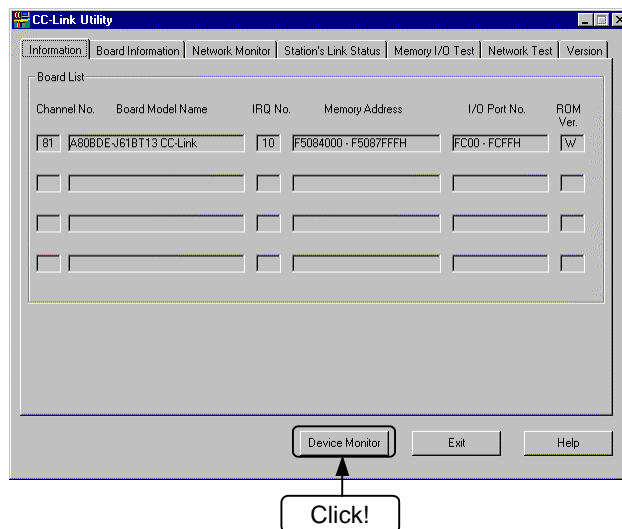 CC-Link Utility
Information Board Information Network Monitor Station's Link Status Memory I/O Test Network Test Version
Board List
Channel No. Board Model Name IRQ No. Memory Address I/O Port No. ROM Ver.
81 A80BDE-J61BT13 CC-Link 10 F5084000 - F5087FFFH FC00 - FCFFH W
Device Monitor Exit Help
Click!